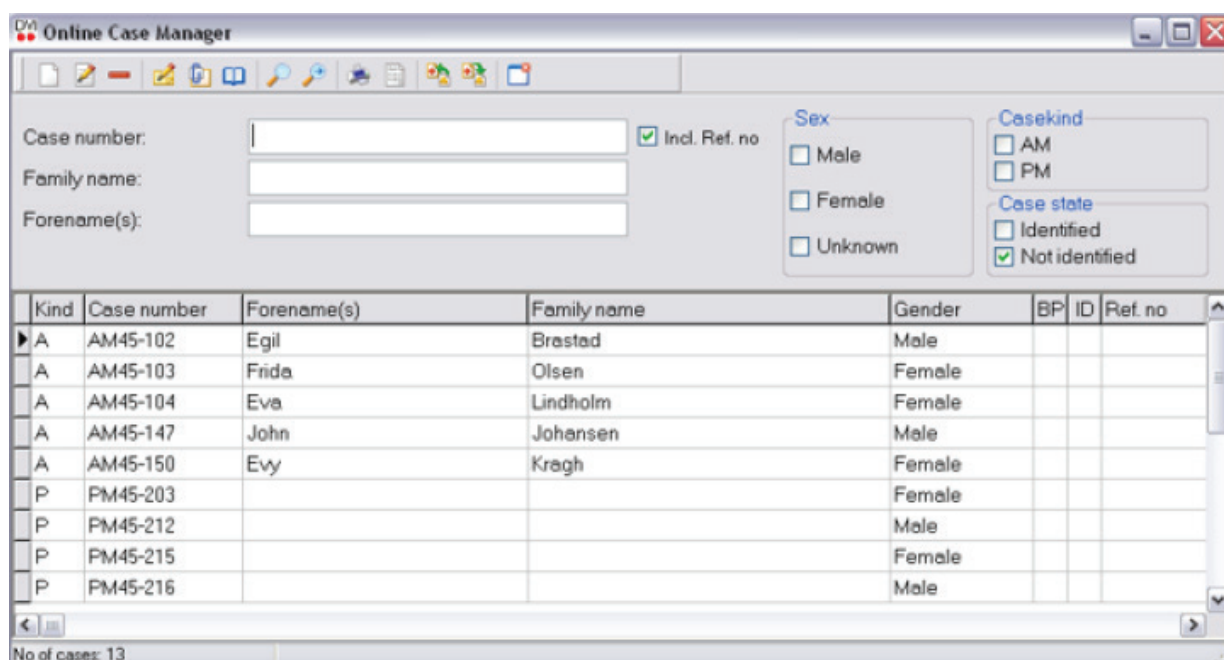 DM Online Case Manager
Case number: Incl. Ref. no
Family name:
Forename(s):
Sex
Male
Female
Unknown
Casekind
AM
PM
Case state
Identified
Not identified
Kind Case number Forename(s) Family name Gender BP ID Ref. no
A AM45-102 Egil Brastad Male
A AM45-103 Frida Olsen Female
A AM45-104 Eva Lindholm Female
A AM45-147 John Johansen Male
A AM45-150 Evy Kragh Female
P PM45-203 Female
P PM45-212 Male
P PM45-215 Female
P PM45-216 Male
No of cases: 13